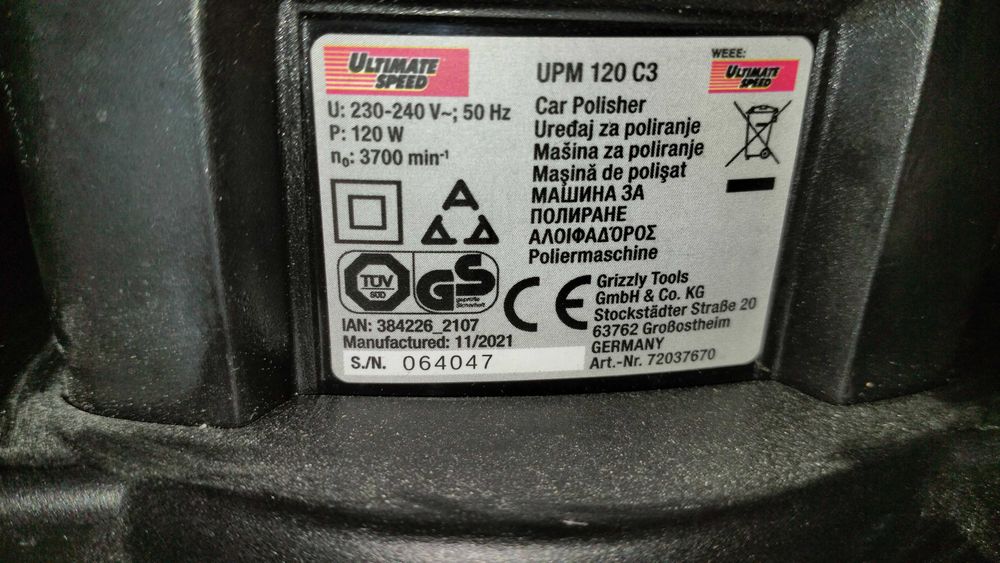 ULTIMATE
SPEED
U: 230-240 V~; 50 Hz
P: 120 W
n₀: 3700 min⁻¹
TÜV
SÜD
GS
geprüfte
Sicherheit
IAN: 384226_2107
Manufactured: 11/2021
S./N. 064047
UPM 120 C3
Car Polisher
Uređaj za poliranje
Mašina za poliranje
Maşină de polişat
МАШИНА ЗА
ПОЛИРАНЕ
ΑΛΟΙΦΑΔΌΡΟΣ
Poliermaschine
CE
Grizzly Tools
GmbH & Co. KG
Stockstädter Straße 20
63762 Großostheim
GERMANY
Art.-Nr. 72037670
WEEE:
ULTIMATE
SPEED